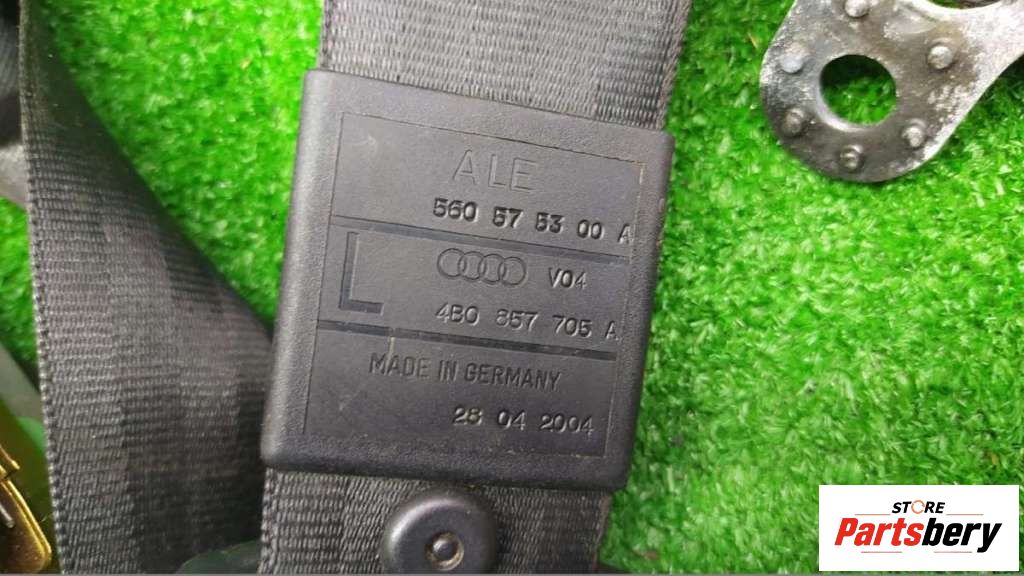 ALE
560 57 53 00 A
L
V04
4B0 857 705 A
MADE IN GERMANY
28 04 2004
STORE
Partsbery